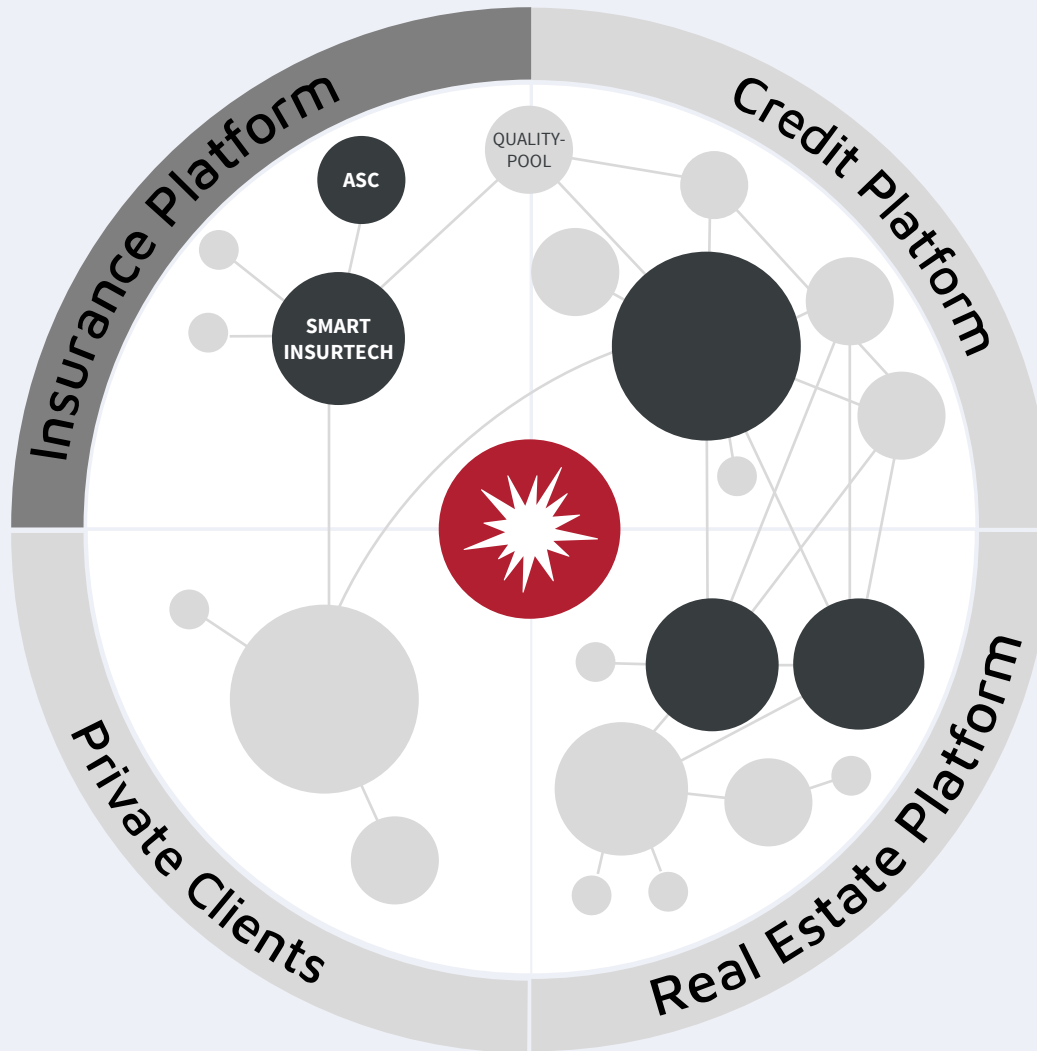 Insurance Platform
Credit Platform
QUALITY-
POOL
ASC
SMART
INSURTECH
Private Clients
Real Estate Platform